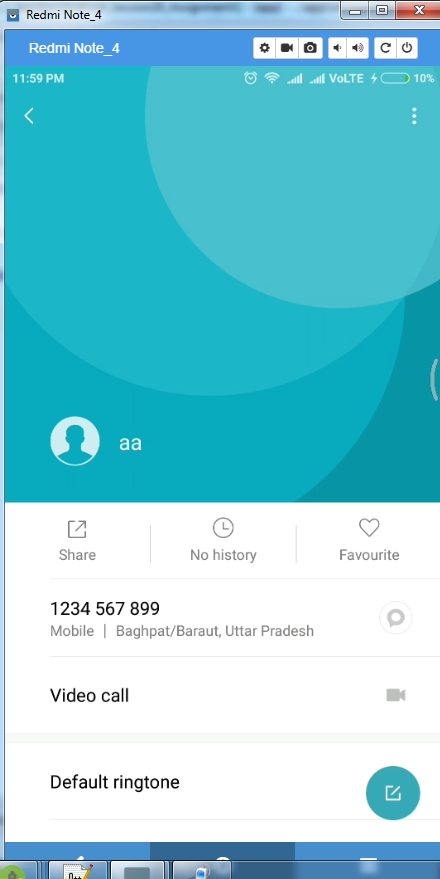 Redmi Note_4
Redmi Note_4
11:59 PM VoLTE 10%
aa
Share No history Favourite
1234 567 899
Mobile | Baghpat/Baraut, Uttar Pradesh
Video call
Default ringtone